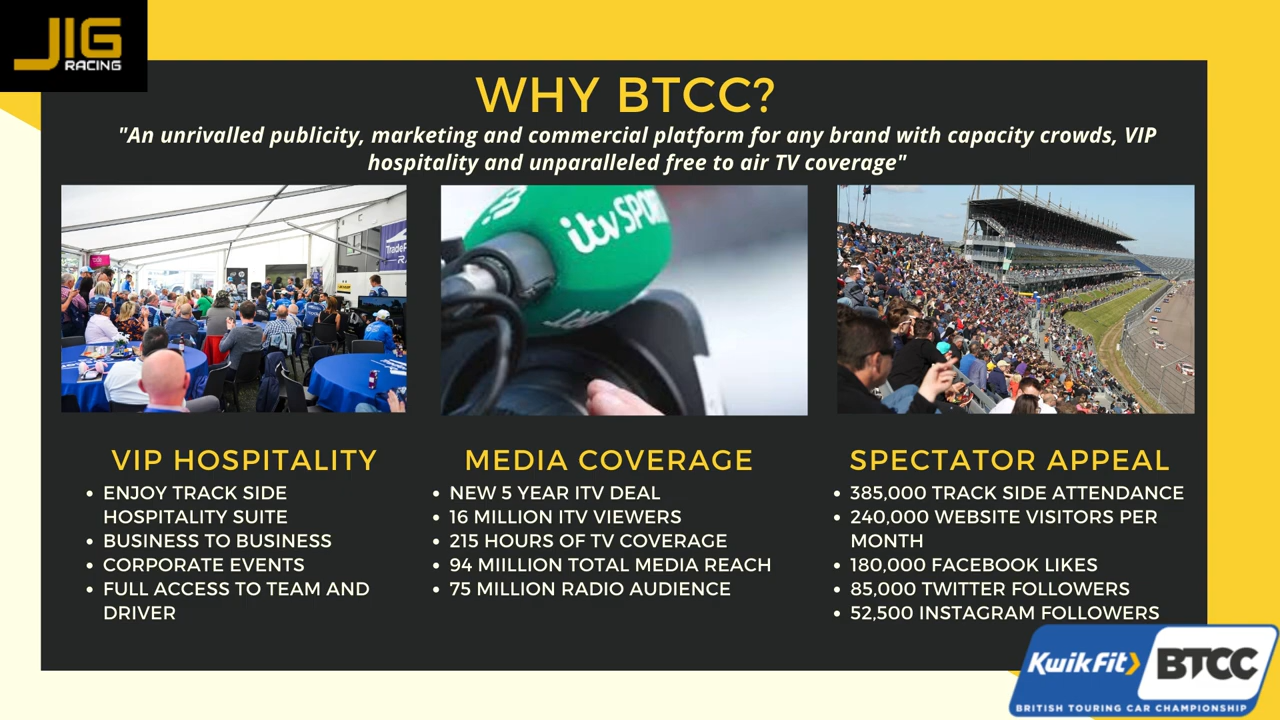 JIG
RACING
WHY BTCC?
"An unrivalled publicity, marketing and commercial platform for any brand with capacity crowds, VIP
hospitality and unparalleled free to air TV coverage"
itv SPORT
VIP HOSPITALITY
• ENJOY TRACK SIDE
HOSPITALITY SUITE
• BUSINESS TO BUSINESS
• CORPORATE EVENTS
• FULL ACCESS TO TEAM AND
DRIVER
MEDIA COVERAGE
• NEW 5 YEAR ITV DEAL
• 16 MILLION ITV VIEWERS
• 215 HOURS OF TV COVERAGE
• 94 MIILLION TOTAL MEDIA REACH
• 75 MILLION RADIO AUDIENCE
SPECTATOR APPEAL
• 385,000 TRACK SIDE ATTENDANCE
• 240,000 WEBSITE VISITORS PER
MONTH
• 180,000 FACEBOOK LIKES
• 85,000 TWITTER FOLLOWERS
• 52,500 INSTAGRAM FOLLOWERS
KwikFit BTCC
BRITISH TOURING CAR CHAMPIONSHIP